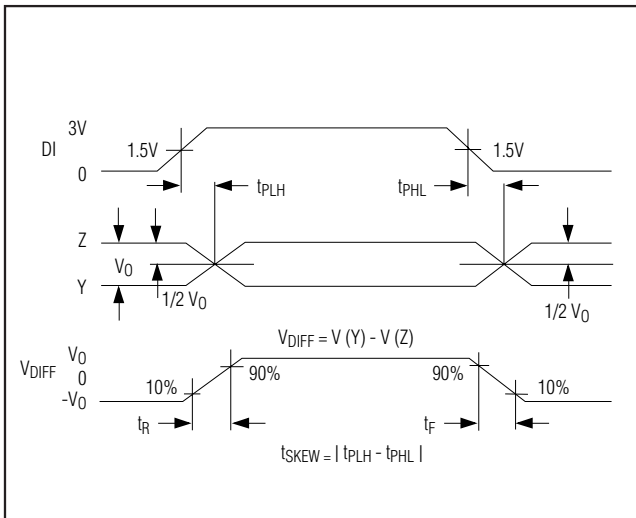 3V
DI 1.5V 1.5V
0
tPLH tPHL
Z
VO
Y 1/2 VO 1/2 VO
VDIFF = V (Y) - V (Z)
VO
VDIFF 0 90% 90%
-VO 10% 10%
tR tF
tSKEW = | tPLH - tPHL |